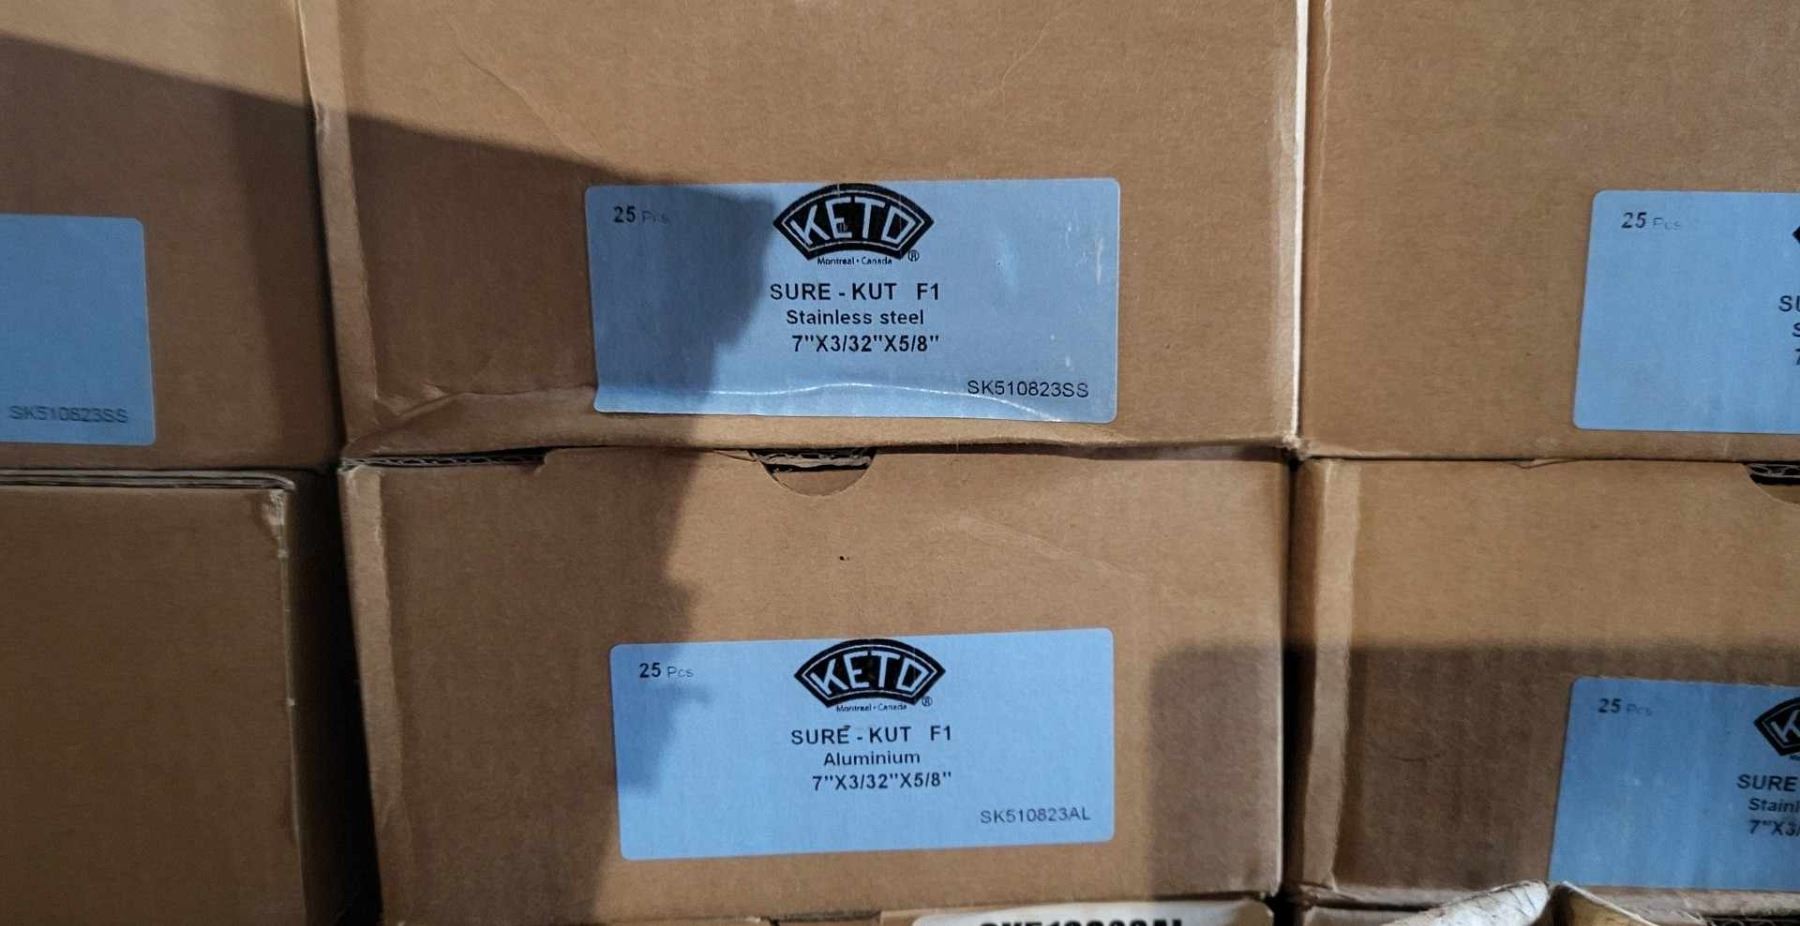 25 Pcs
KETO
Montreal • Canada
®
SURE - KUT F1
Stainless steel
7"X3/32"X5/8"
SK510823SS
SK510823SS
25 Pcs
25 Pcs
KETO
Montreal • Canada
®
SURE - KUT F1
Aluminium
7"X3/32"X5/8"
SK510823AL
25 Pcs
SURE